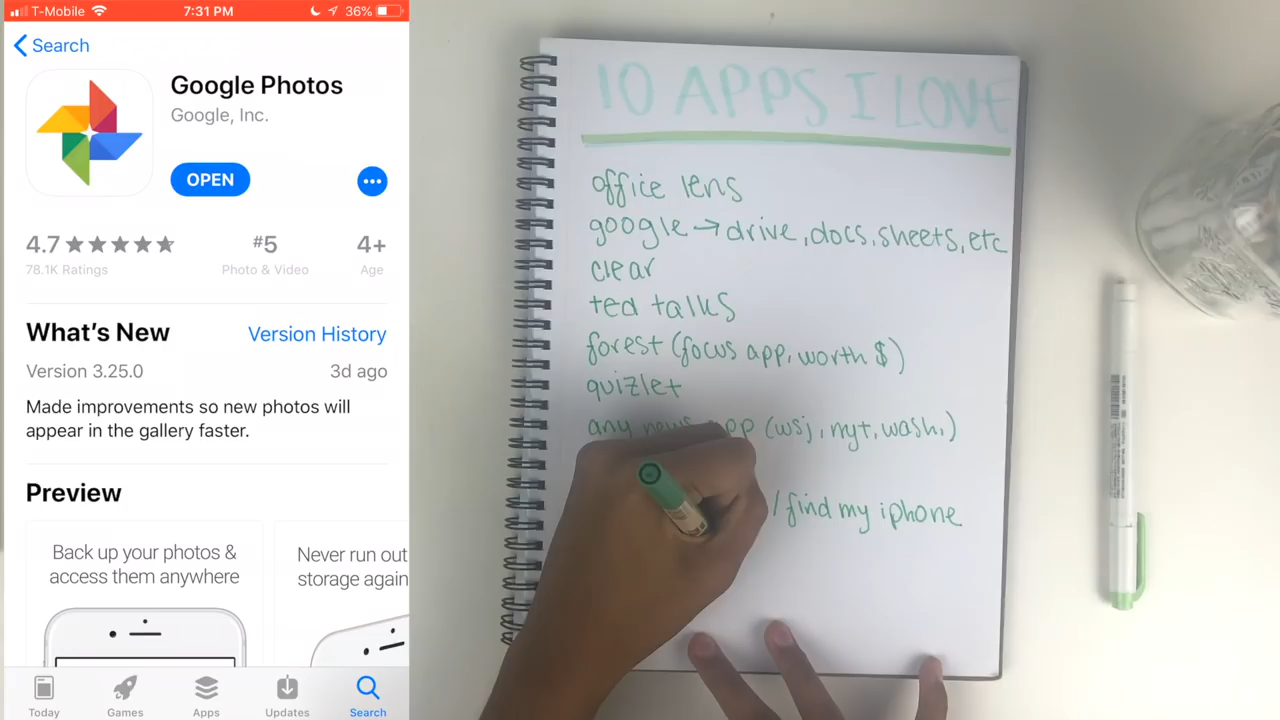 T-Mobile 7:31 PM 36%
Search
Google Photos
Google, Inc.
OPEN
4.7 #5 4+
78.1K Ratings Photo & Video Age
What's New Version History
Version 3.25.0 3d ago
Made improvements so new photos will
appear in the gallery faster.
Preview
Back up your photos &
access them anywhere
Never run out
storage again
Today Games Apps Updates Search
10 APPS I LOVE
office lens
google → drive, docs, sheets, etc
clear
ted talks
forest (focus app, worth $)
quizlet
any news app (wsj, nyt, wash.)
/find my iphone